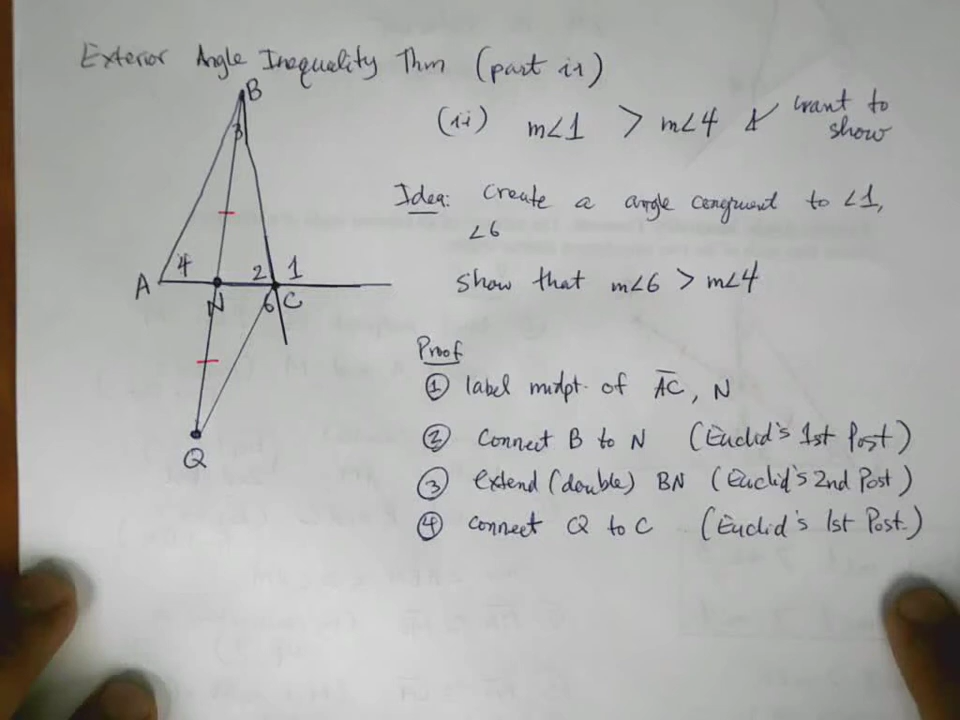 Exterior Angle Inequality Thm (part ii)
B
3
(ii) m∠1 > m∠4 want to
show
Idea: Create a angle congruent to ∠1,
∠6
A 4 2 1
N 6 C
show that m∠6 > m∠4
Proof
① label midpt. of AC, N
② Connect B to N (Euclid's 1st Post)
③ extend (double) BN (Euclid's 2nd Post)
Q
④ connect Q to C (Euclid's 1st Post.)